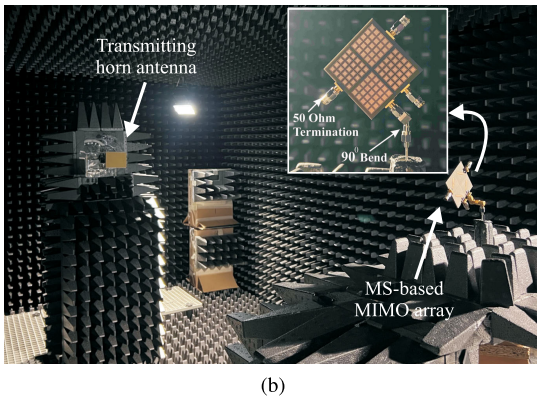 Transmitting
horn antenna
50 Ohm
Termination
90⁰ Bend
MS-based
MIMO array
(b)